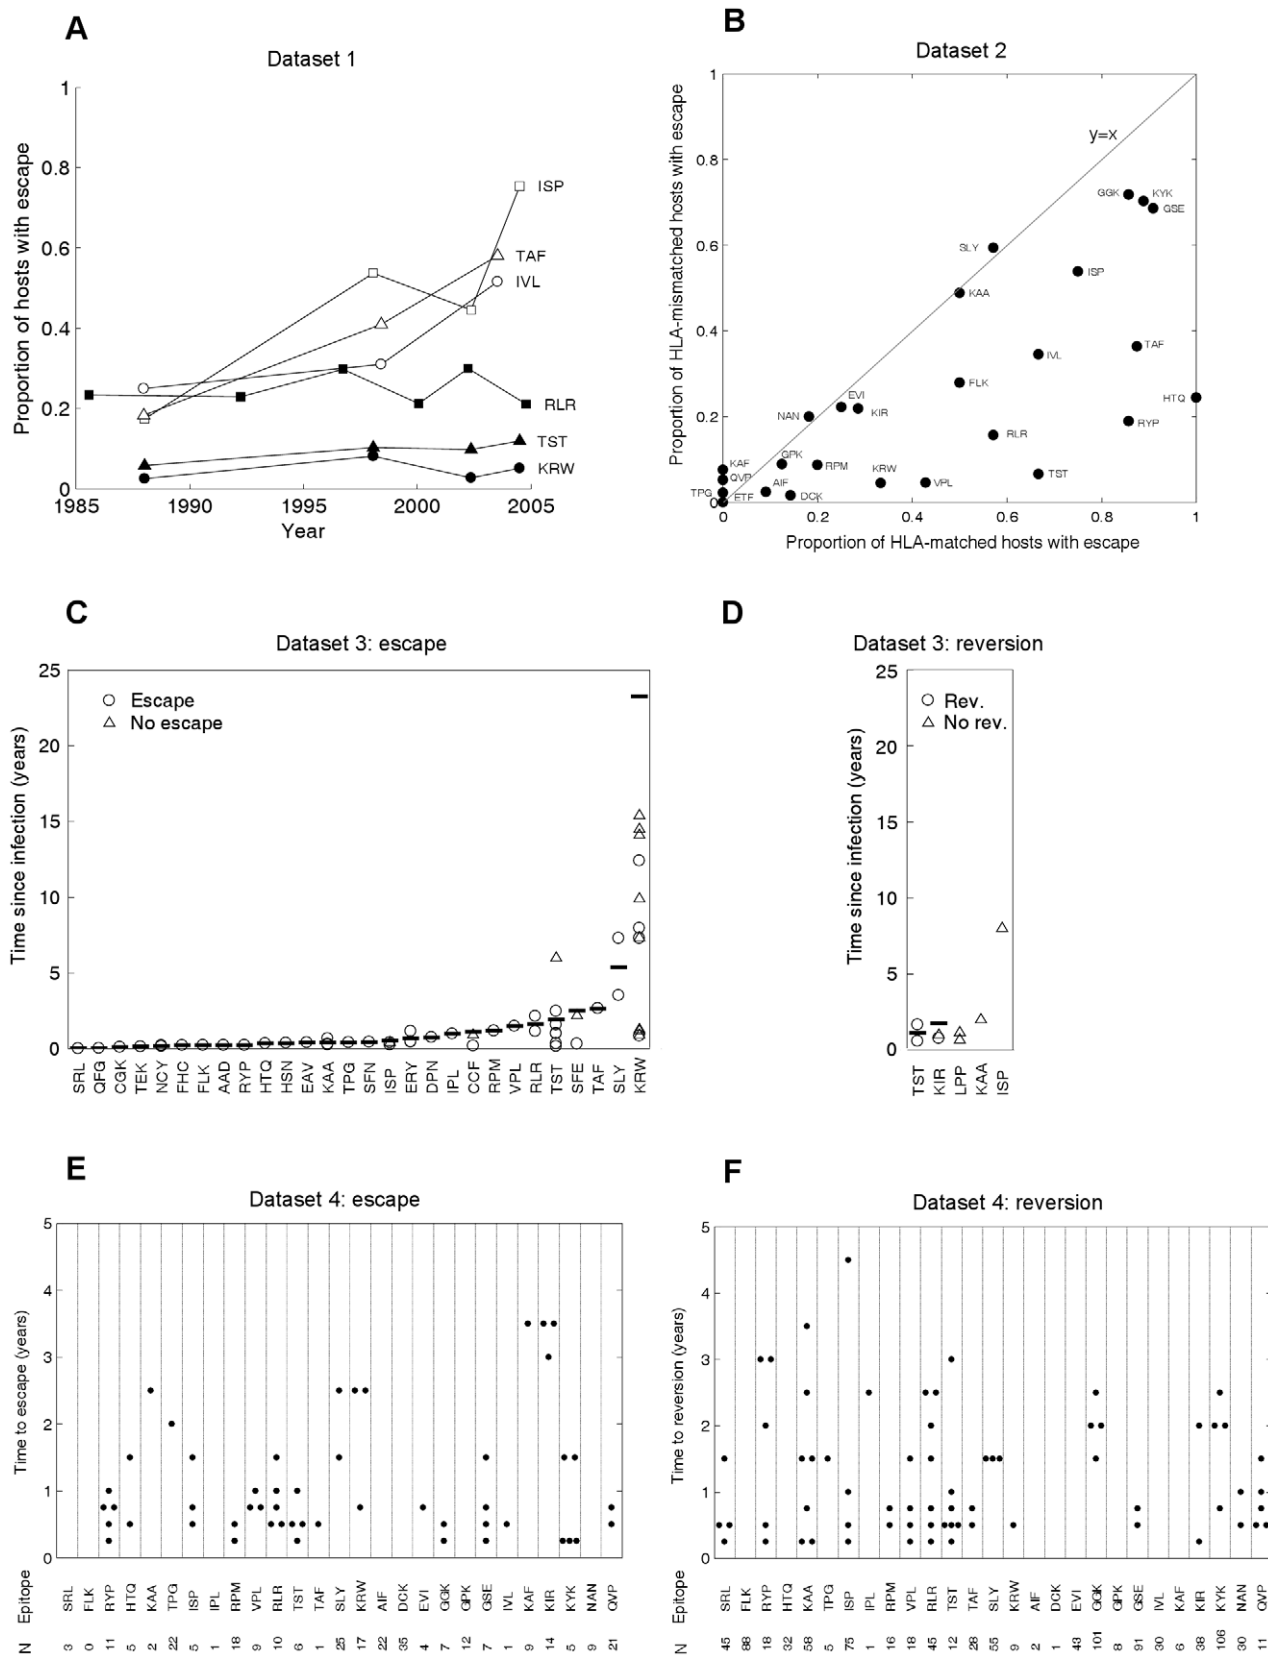 A
Dataset 1
Proportion of hosts with escape
1
0.8
0.6
0.4
0.2
0
ISP
TAF
IVL
RLR
TST
KRW
1985 1990 1995 2000 2005
Year
B
Dataset 2
Proportion of HLA-mismatched hosts with escape
1
0.8
0.6
0.4
0.2
0
y=x
GGK
KYK
GSE
SLY
ISP
KAA
TAF
IVL
FLK
HTQ
EVI
NAN
KIR
RYP
RLR
KAF
GPK
RPM
KRW
TST
QVP
AIF
VPL
TPG
ETF
DCK
0 0.2 0.4 0.6 0.8 1
Proportion of HLA-matched hosts with escape
C
Dataset 3: escape
Time since infection (years)
25
20
15
10
5
0
Escape
No escape
SRL QFG CGK TEK NCY FHC FLK AAD RYP HTQ HSN EAV KAA TPG SFN ISP ERY DPN IPL CCF RPM VPL RLR TST SFE TAF SLY KRW
D
Dataset 3: reversion
Time since infection (years)
25
20
15
10
5
0
Rev.
No rev.
TST KIR LPP KAA ISP
E
Dataset 4: escape
Time to escape (years)
5
4
3
2
1
0
Epitope SRL FLK RYP HTQ KAA TPG ISP IPL RPM VPL RLR TST TAF SLY KRW AIF DCK EVI GGK GPK GSE IVL KAF KIR KYK NAN QVP
N 3 0 11 5 2 22 5 1 18 9 10 6 1 25 17 22 35 4 7 12 7 1 9 14 5 9 21
F
Dataset 4: reversion
Time to reversion (years)
5
4
3
2
1
0
Epitope SRL FLK RYP HTQ KAA TPG ISP IPL RPM VPL RLR TST TAF SLY KRW AIF DCK EVI GGK GPK GSE IVL KAF KIR KYK NAN QVP
N 45 88 18 32 58 5 75 1 16 18 45 12 28 55 9 2 1 43 101 8 91 30 6 38 106 30 11